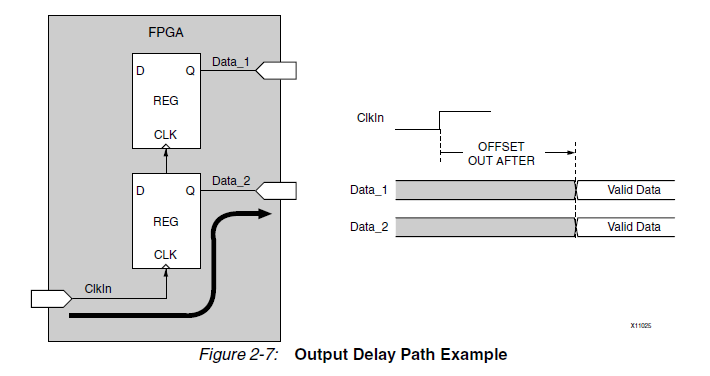 FPGA
D Q Data_1
REG
CLK
D Q Data_2
REG
CLK
ClkIn
ClkIn
OFFSET
OUT AFTER
Data_1 Valid Data
Data_2 Valid Data
X11025
Figure 2-7: Output Delay Path Example